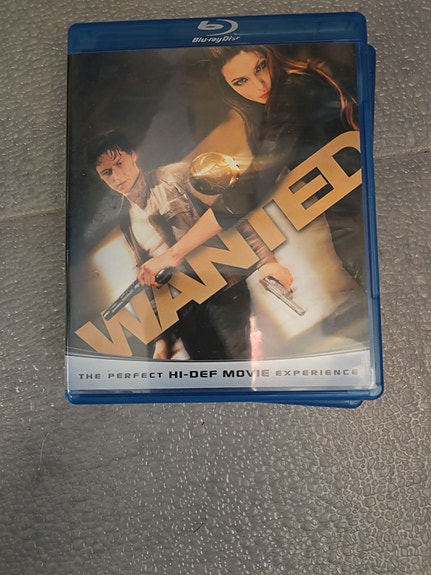 Blu-ray Disc
WANTED
THE PERFECT HI-DEF MOVIE EXPERIENCE